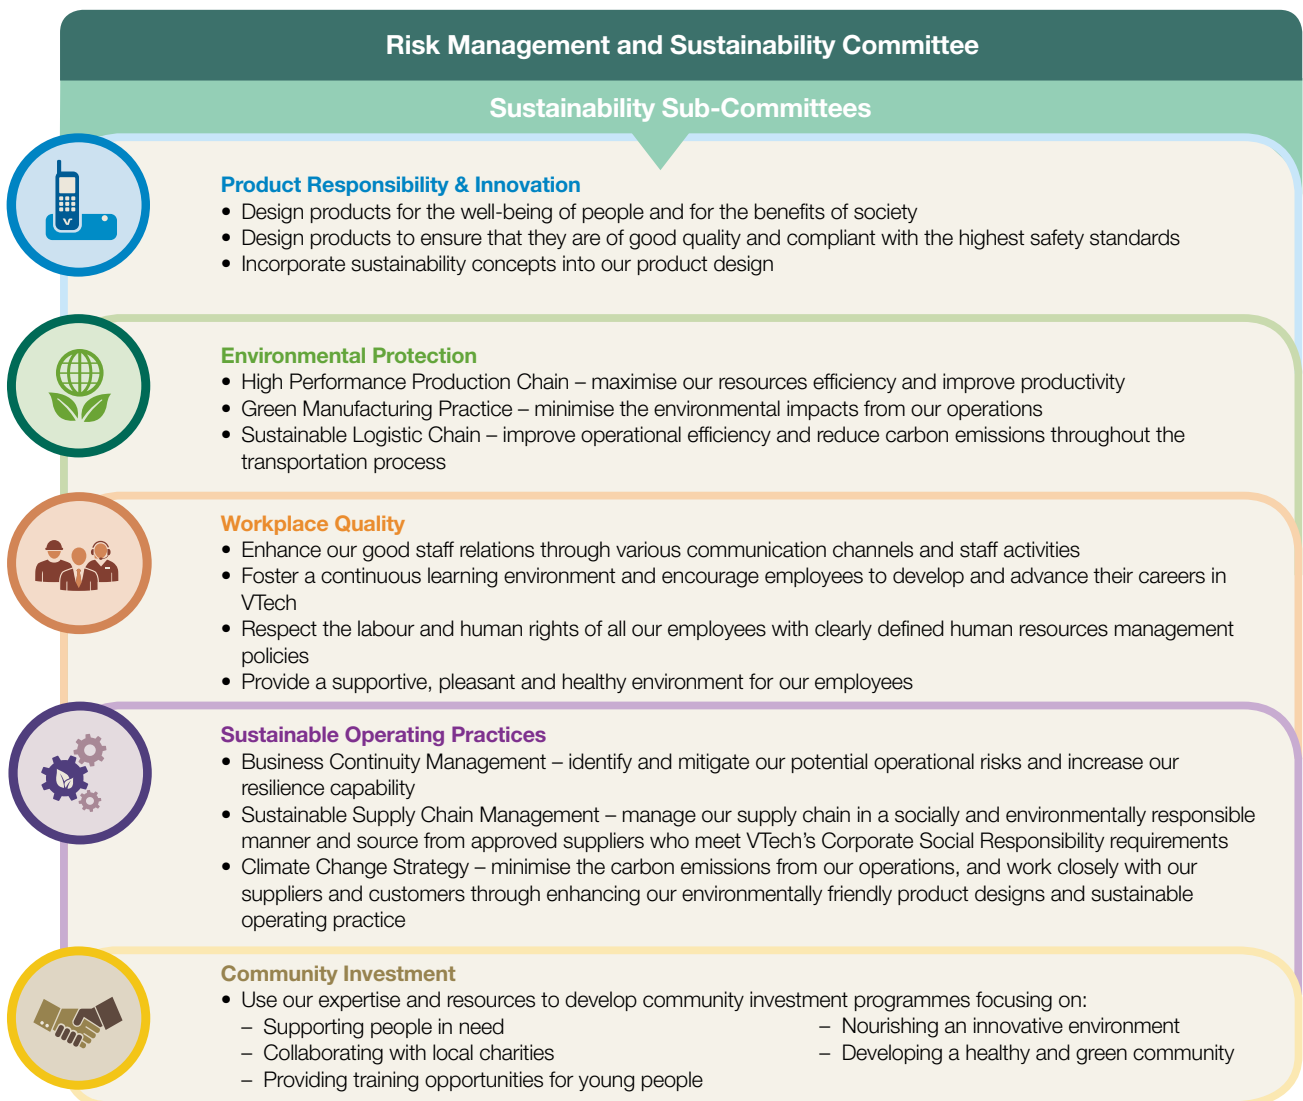 Risk Management and Sustainability Committee
Sustainability Sub-Committees
Product Responsibility & Innovation
• Design products for the well-being of people and for the benefits of society
• Design products to ensure that they are of good quality and compliant with the highest safety standards
• Incorporate sustainability concepts into our product design
Environmental Protection
• High Performance Production Chain – maximise our resources efficiency and improve productivity
• Green Manufacturing Practice – minimise the environmental impacts from our operations
• Sustainable Logistic Chain – improve operational efficiency and reduce carbon emissions throughout the
transportation process
Workplace Quality
• Enhance our good staff relations through various communication channels and staff activities
• Foster a continuous learning environment and encourage employees to develop and advance their careers in
VTech
• Respect the labour and human rights of all our employees with clearly defined human resources management
policies
• Provide a supportive, pleasant and healthy environment for our employees
Sustainable Operating Practices
• Business Continuity Management – identify and mitigate our potential operational risks and increase our
resilience capability
• Sustainable Supply Chain Management – manage our supply chain in a socially and environmentally responsible
manner and source from approved suppliers who meet VTech's Corporate Social Responsibility requirements
• Climate Change Strategy – minimise the carbon emissions from our operations, and work closely with our
suppliers and customers through enhancing our environmentally friendly product designs and sustainable
operating practice
Community Investment
• Use our expertise and resources to develop community investment programmes focusing on:
– Supporting people in need
– Collaborating with local charities
– Providing training opportunities for young people
– Nourishing an innovative environment
– Developing a healthy and green community